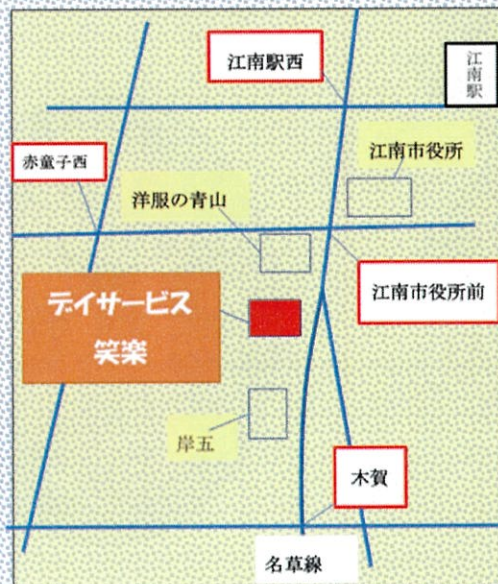 江南駅西
江南駅
赤童子西
江南市役所
洋服の青山
デイサービス
笑楽
江南市役所前
岸五
木賀
名草線